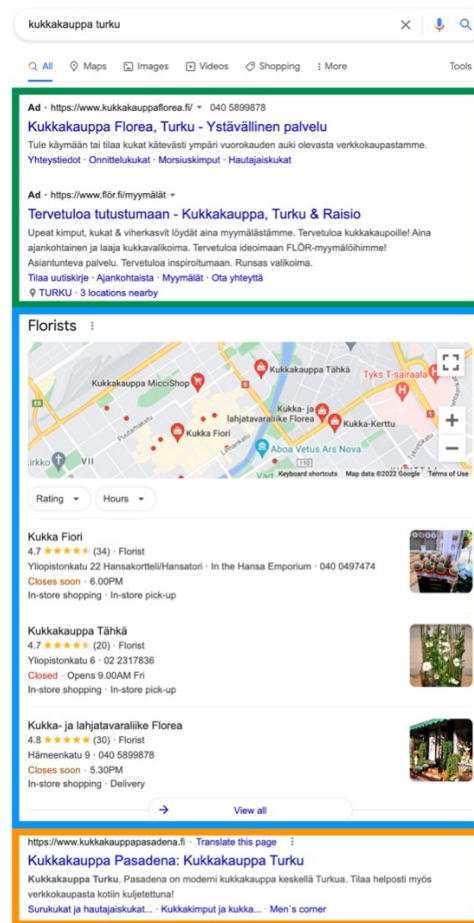 kukkakauppa turku
All Maps Images Videos Shopping More Tools
Ad · https://www.kukkakauppaflorea.fi/ 040 5899878
Kukkakauppa Florea, Turku - Ystävällinen palvelu
Tule käymään tai tilaa kukat kätevästi ympäri vuorokauden auki olevasta verkkokaupastamme.
Yhteystiedot · Onnittelukukat · Morsiuskimput · Hautajaiskukat
Ad · https://www.flör.fi/myymälät
Tervetuloa tutustumaan - Kukkakauppa, Turku & Raisio
Upeat kimput, kukat & viherkasvit löydät aina myymälästämme. Tervetuloa kukkakaupoille! Aina
ajankohtainen ja laaja kukkavalikoima. Tervetuloa ideoimaan FLÖR-myymälöihimme!
Asiantunteva palvelu. Tervetuloa inspiroitumaan. Runsas valikoima.
Tilaa uutiskirje · Ajankohtaista · Myymälät · Ota yhteyttä
TURKU · 3 locations nearby
Florists
Kukkakauppa Tähkä
Tyks T-sairaala
Kukkakauppa MicciShop
Kukka- ja
lahjatavaraliike Florea
Kukka-Kerttu
Kukka Fiori
Puutarhakatu
Aboa Vetus Ars Nova
VII
110
Keyboard shortcuts Map data ©2022 Google Terms of Use
Rating Hours
Kukka Fiori
4.7 (34) · Florist
Yliopistonkatu 22 Hansakortteli/Hansatori · In the Hansa Emporium · 040 0497474
Closes soon · 6.00PM
In-store shopping · In-store pick-up
Kukkakauppa Tähkä
4.7 (20) · Florist
Yliopistonkatu 6 · 02 2317836
Closed · Opens 9.00AM Fri
In-store shopping · In-store pick-up
Kukka- ja lahjatavaraliike Florea
4.8 (30) · Florist
Hämeenkatu 9 · 040 5899878
Closes soon · 5.30PM
In-store shopping · Delivery
View all
https://www.kukkakauppapasadena.fi · Translate this page
Kukkakauppa Pasadena: Kukkakauppa Turku
Kukkakauppa Turku. Pasadena on moderni kukkakauppa keskellä Turkua. Tilaa helposti myös
verkkokaupasta kotiin kuljetettuna!
Surukukat ja hautajaiskukat... · Kukkakimput ja kukka... · Men´s corner